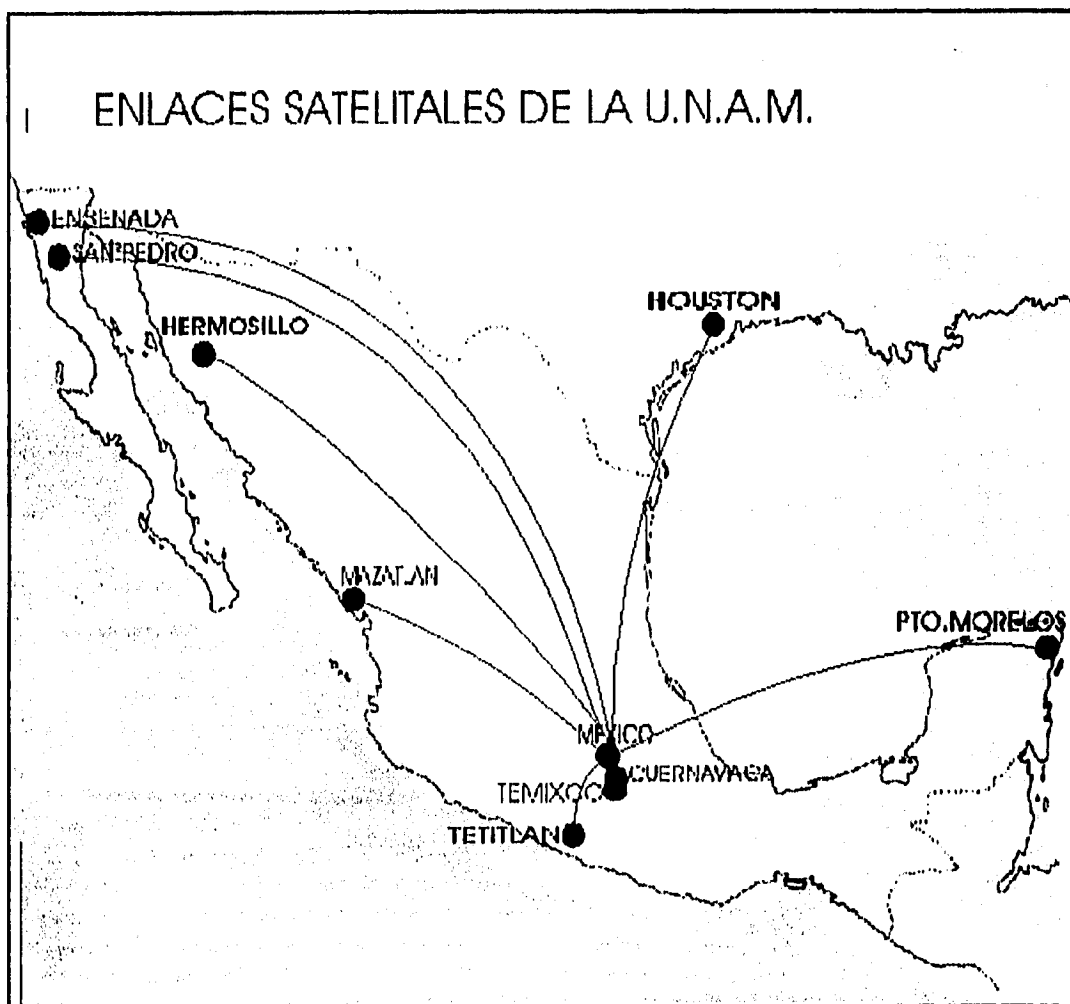 ENLACES SATELITALES DE LA U.N.A.M.
ENSENADA
SAN PEDRO
HERMOSILLO
HOUSTON
MAZATLAN
PTO.MORELOS
MEXICO
CUERNAVACA
TEMIXCO
TETITLAN